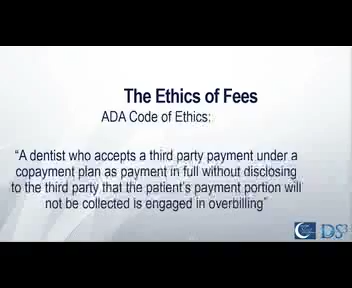 The Ethics of Fees
ADA Code of Ethics:
“A dentist who accepts a third party payment under a
copayment plan as payment in full without disclosing
to the third party that the patient’s payment portion will
not be collected is engaged in overbilling”
DS3